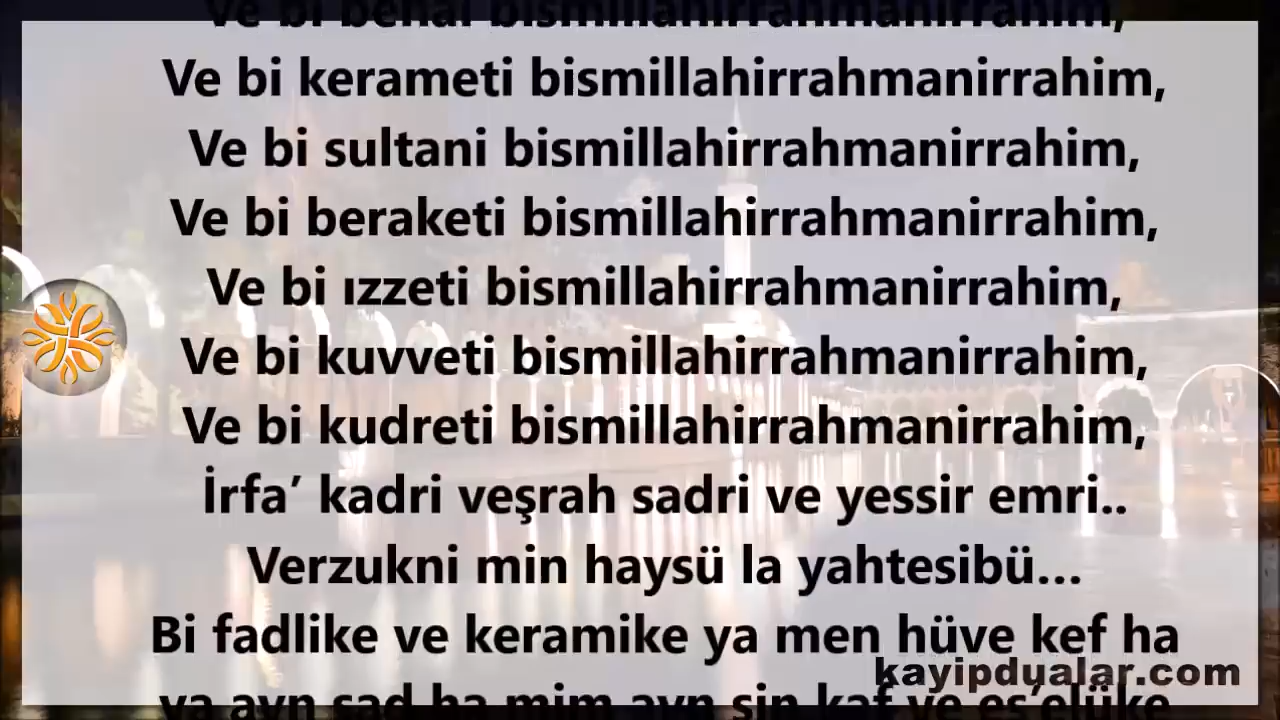 Ve bi behai bismillahirrahmanirrahim,
Ve bi kerameti bismillahirrahmanirrahim,
Ve bi sultani bismillahirrahmanirrahim,
Ve bi beraketi bismillahirrahmanirrahim,
Ve bi ızzeti bismillahirrahmanirrahim,
Ve bi kuvveti bismillahirrahmanirrahim,
Ve bi kudreti bismillahirrahmanirrahim,
İrfa’ kadri veşrah sadri ve yessir emri..
Verzukni min haysü la yahtesibü...
Bi fadlike ve keramike ya men hüve kef ha
ya ayn sad ha mim ayn sin kaf ve es’elüke
kayipdualar.com